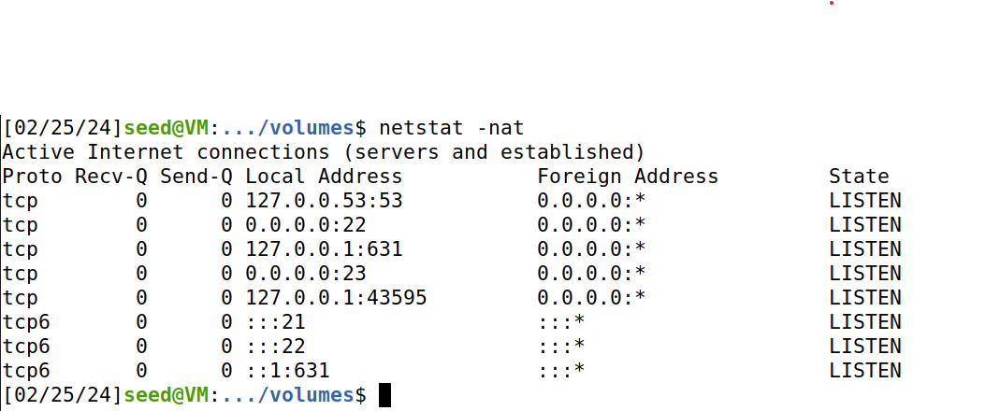 [02/25/24]seed@VM:.../volumes$ netstat -nat
Active Internet connections (servers and established)
Proto Recv-Q Send-Q Local Address           Foreign Address         State
tcp        0      0 127.0.0.53:53           0.0.0.0:*               LISTEN
tcp        0      0 0.0.0.0:22              0.0.0.0:*               LISTEN
tcp        0      0 127.0.0.1:631           0.0.0.0:*               LISTEN
tcp        0      0 0.0.0.0:23              0.0.0.0:*               LISTEN
tcp        0      0 127.0.0.1:43595         0.0.0.0:*               LISTEN
tcp6       0      0 :::21                   :::*                    LISTEN
tcp6       0      0 :::22                   :::*                    LISTEN
tcp6       0      0 ::1:631                 :::*                    LISTEN
[02/25/24]seed@VM:.../volumes$